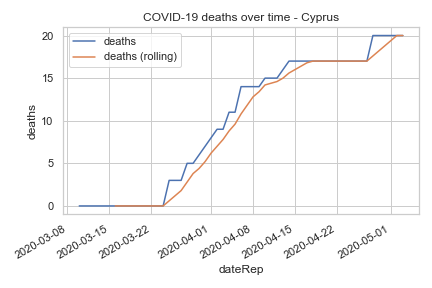 COVID-19 deaths over time - Cyprus
deaths
deaths (rolling)
20
15
10
5
0
deaths
2020-03-08
2020-03-15
2020-03-22
2020-04-01
2020-04-08
2020-04-15
2020-04-22
2020-05-01
dateRep